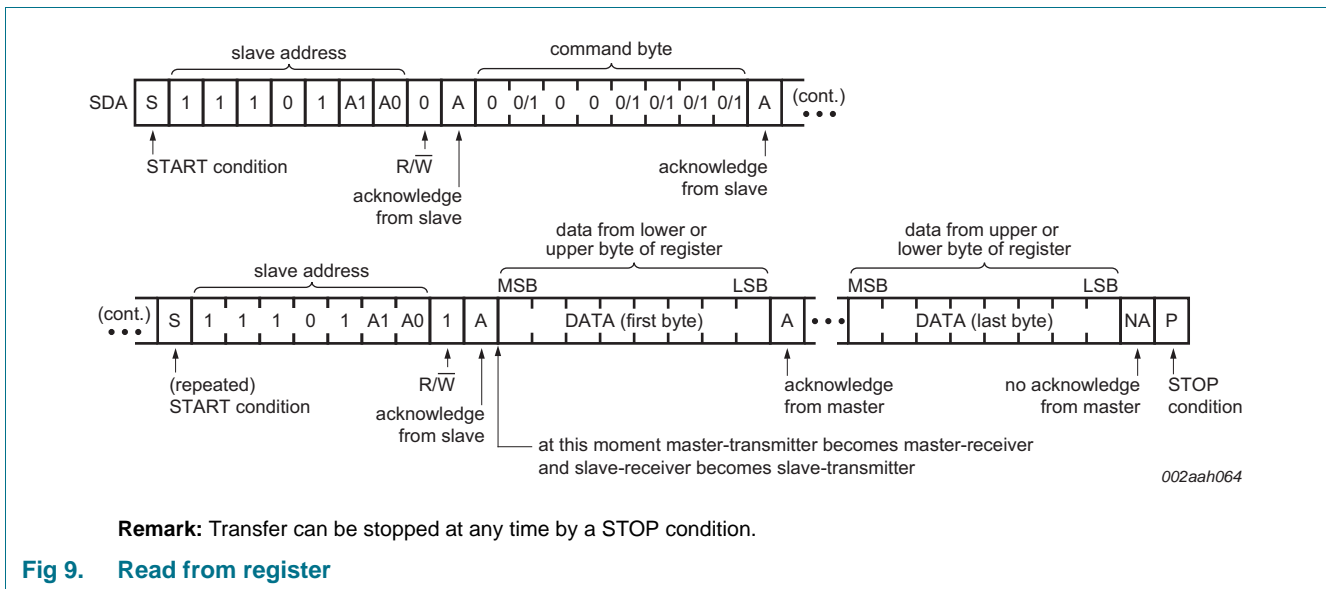 slave address
command byte
SDA S 1 1 1 0 1 A1 A0 0 A 0 0/1 0 0 0/1 0/1 0/1 0/1 A (cont.)
START condition
R/W̅
acknowledge
from slave
acknowledge
from slave
data from lower or
upper byte of register
data from upper or
lower byte of register
slave address
MSB LSB MSB LSB
(cont.) S 1 1 1 0 1 A1 A0 1 A DATA (first byte) A DATA (last byte) NA P
(repeated)
START condition
R/W̅
acknowledge
from slave
acknowledge
from master
no acknowledge
from master
STOP
condition
at this moment master-transmitter becomes master-receiver
and slave-receiver becomes slave-transmitter
002aah064
Remark: Transfer can be stopped at any time by a STOP condition.
Fig 9. Read from register